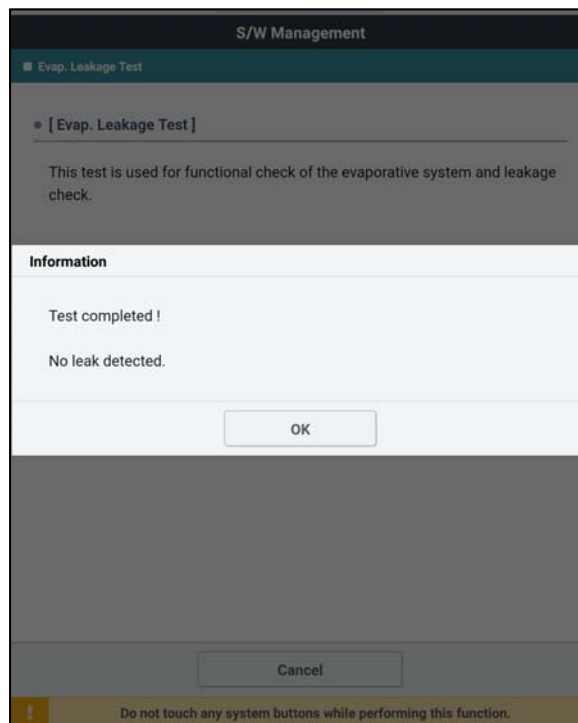 S/W Management
■ Evap. Leakage Test
● [ Evap. Leakage Test ]
This test is used for functional check of the evaporative system and leakage
check.
Information
Test completed !
No leak detected.
OK
Cancel
! Do not touch any system buttons while performing this function.